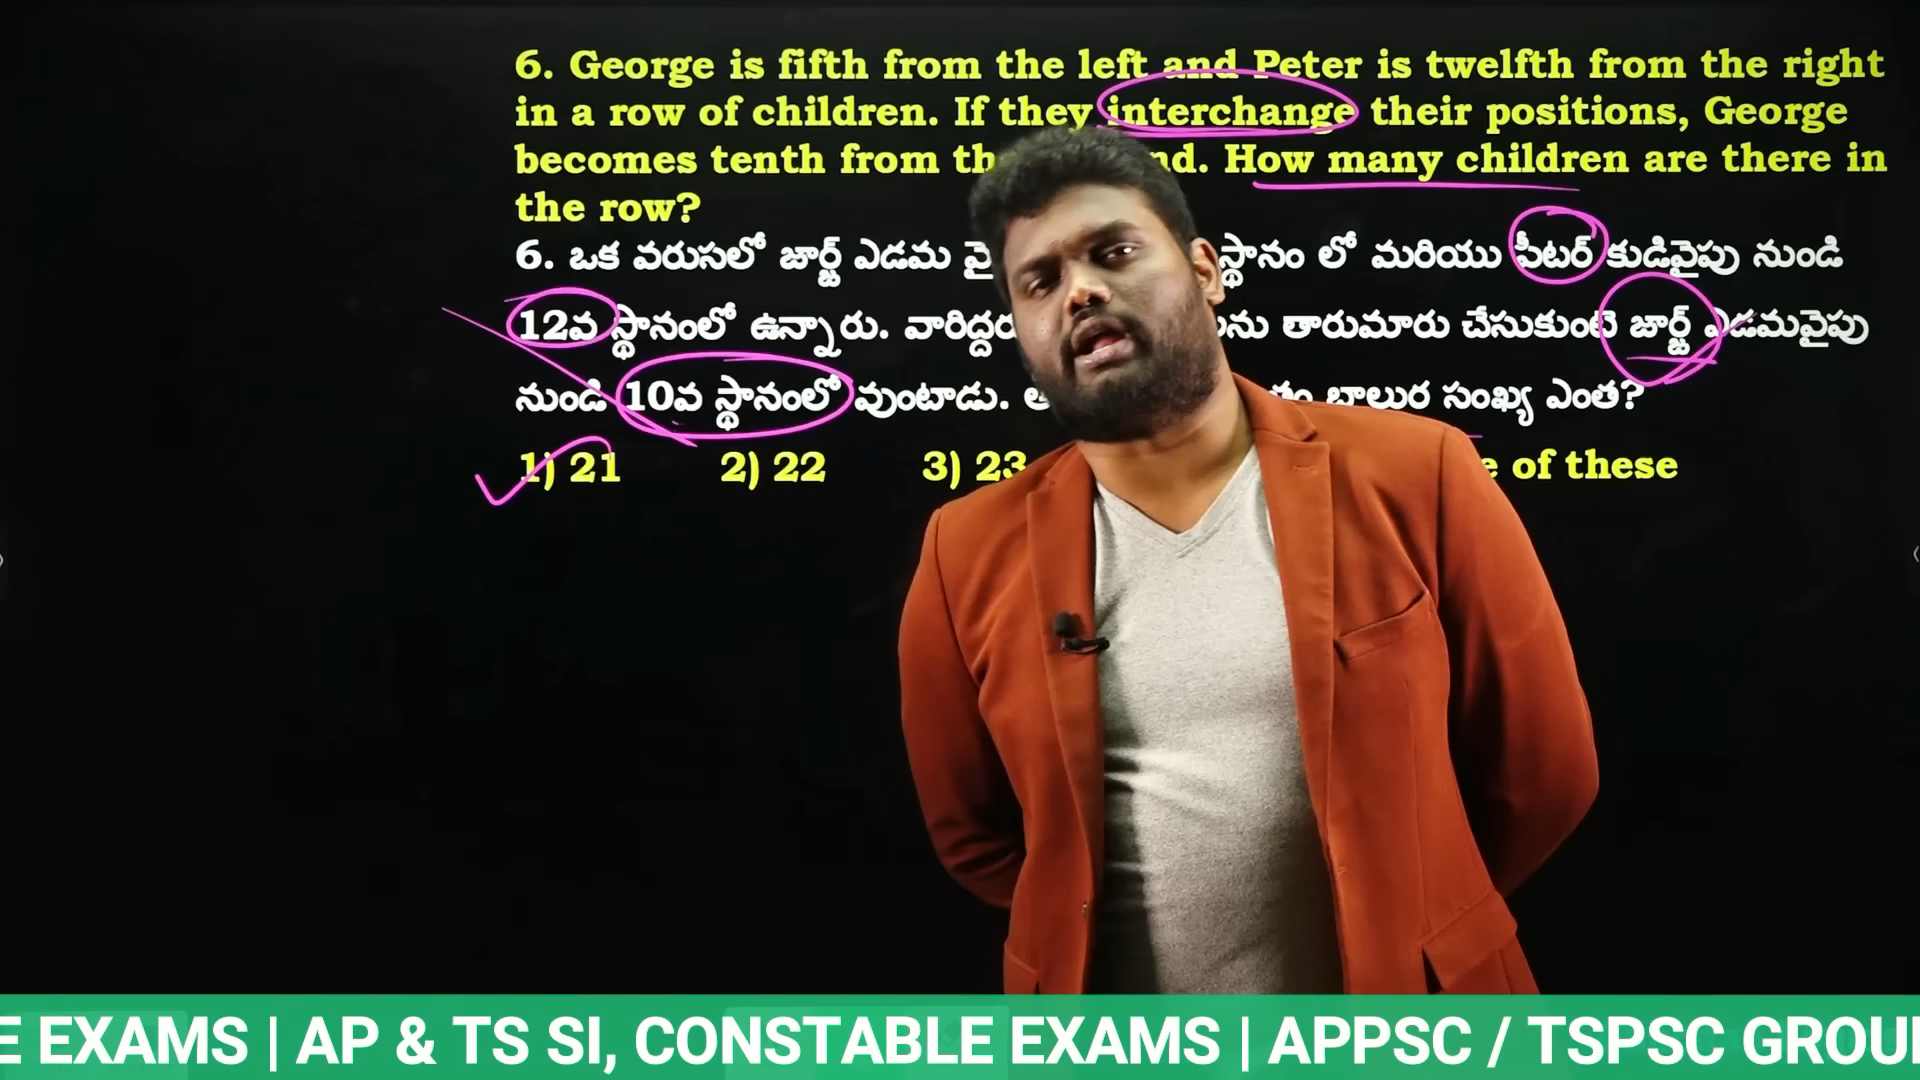 6. George is fifth from the left and Peter is twelfth from the right
in a row of children. If they interchange their positions, George
becomes tenth from the nd. How many children are there in
the row?
6. ఒక వరుసలో జార్జ్ ఎడమ వై స్థానం లో మరియు పీటర్ కుడివైపు నుండి
12వ స్థానంలో ఉన్నారు. వారిద్దర లను తారుమారు చేసుకుంటె జార్జ్ ఎడమవైపు
నుండి 10వ స్థానంలో వుంటాడు. బాలుర సంఖ్య ఎంత?
1) 21 2) 22 3) 23 e of these
E EXAMS | AP & TS SI, CONSTABLE EXAMS | APPSC / TSPSC GROU